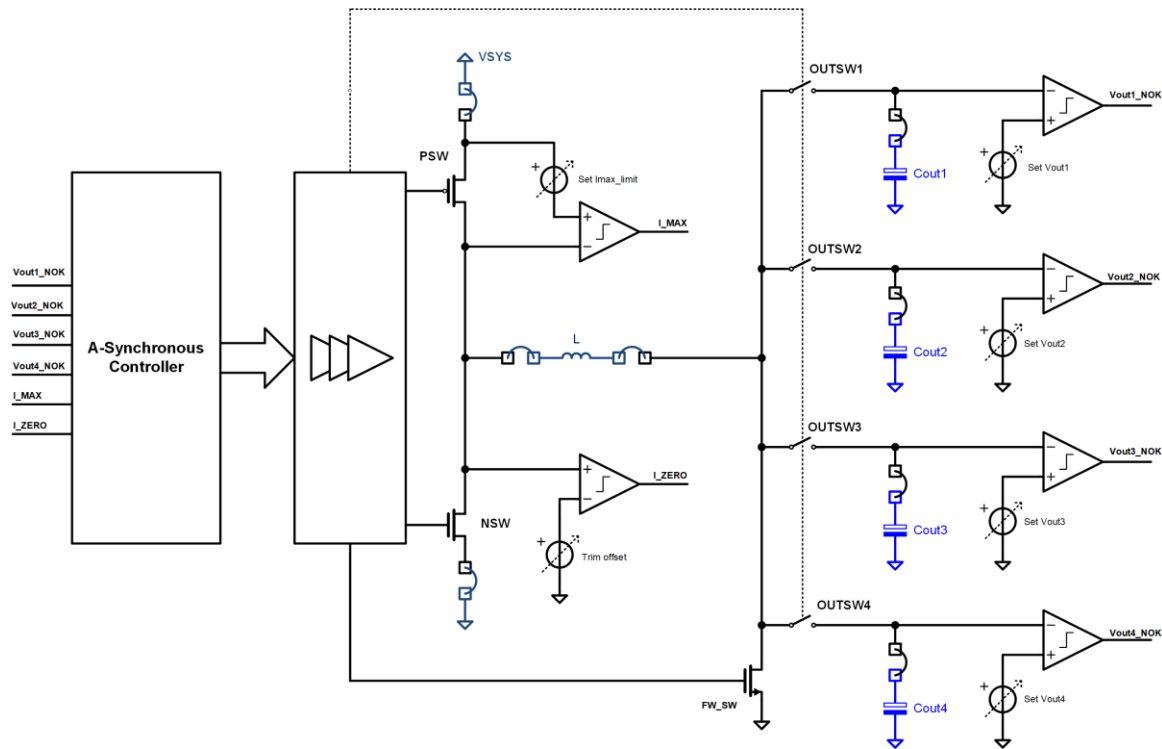 VSYS
OUTSW1
Vout1_NOK
PSW
Set Imax_limit
Cout1
Set Vout1
I_MAX
OUTSW2
Vout2_NOK
Vout1_NOK
Vout2_NOK
Vout3_NOK
Vout4_NOK
I_MAX
I_ZERO
A-Synchronous
Controller
L
Cout2
Set Vout2
OUTSW3
Vout3_NOK
I_ZERO
NSW
Trim offset
Cout3
Set Vout3
OUTSW4
Vout4_NOK
FW_SW
Cout4
Set Vout4